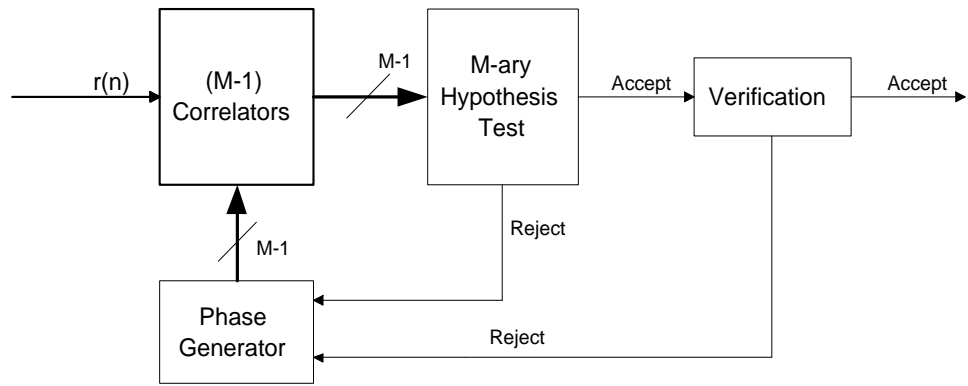 r(n)
(M-1)
Correlators
M-1
M-ary
Hypothesis
Test
Accept
Verification
Accept
Reject
M-1
Phase
Generator
Reject